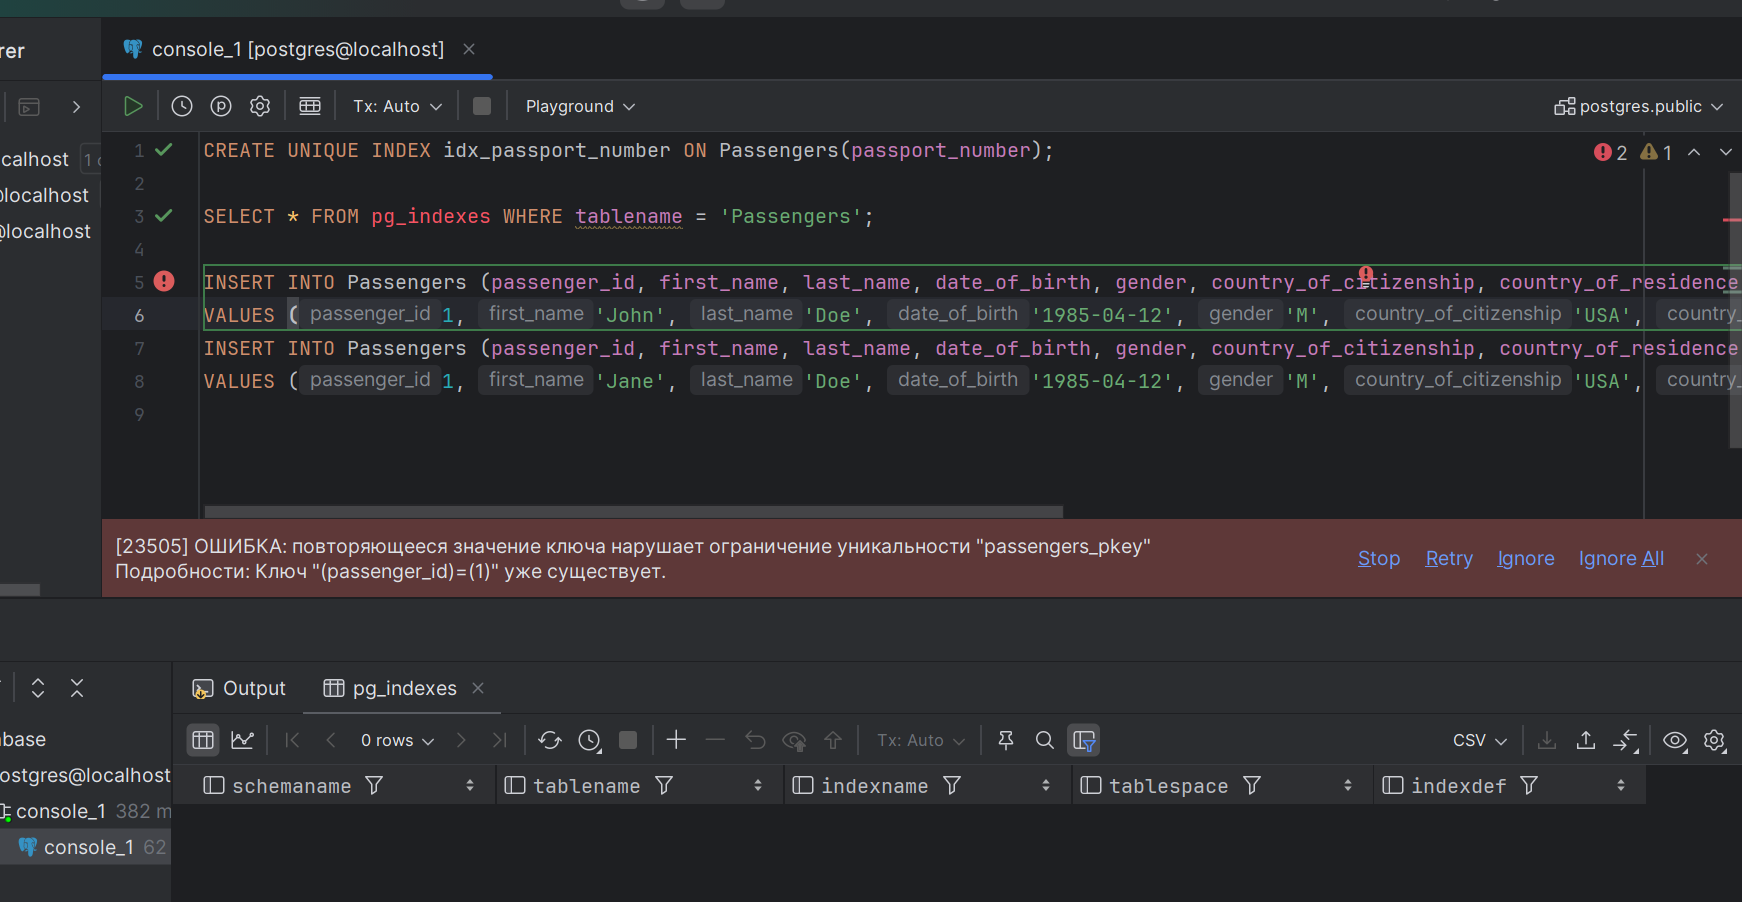 rer
console_1 [postgres@localhost]
Tx: Auto
Playground
postgres.public
calhost 1 c
@localhost
@localhost
1 CREATE UNIQUE INDEX idx_passport_number ON Passengers(passport_number);
2 1
2
3 SELECT * FROM pg_indexes WHERE tablename = 'Passengers';
4
5 INSERT INTO Passengers (passenger_id, first_name, last_name, date_of_birth, gender, country_of_citizenship, country_of_residence
6 VALUES ( passenger_id 1, first_name 'John', last_name 'Doe', date_of_birth '1985-04-12', gender 'M', country_of_citizenship 'USA', country_
7 INSERT INTO Passengers (passenger_id, first_name, last_name, date_of_birth, gender, country_of_citizenship, country_of_residence
8 VALUES ( passenger_id 1, first_name 'Jane', last_name 'Doe', date_of_birth '1985-04-12', gender 'M', country_of_citizenship 'USA', country_
9
[23505] ОШИБКА: повторяющееся значение ключа нарушает ограничение уникальности "passengers_pkey"
Подробности: Ключ "(passenger_id)=(1)" уже существует.
Stop Retry Ignore Ignore All
Output
pg_indexes
0 rows
Tx: Auto
CSV
schemaname
tablename
indexname
tablespace
indexdef
abase
ostgres@localhost
console_1 382 m
console_1 62